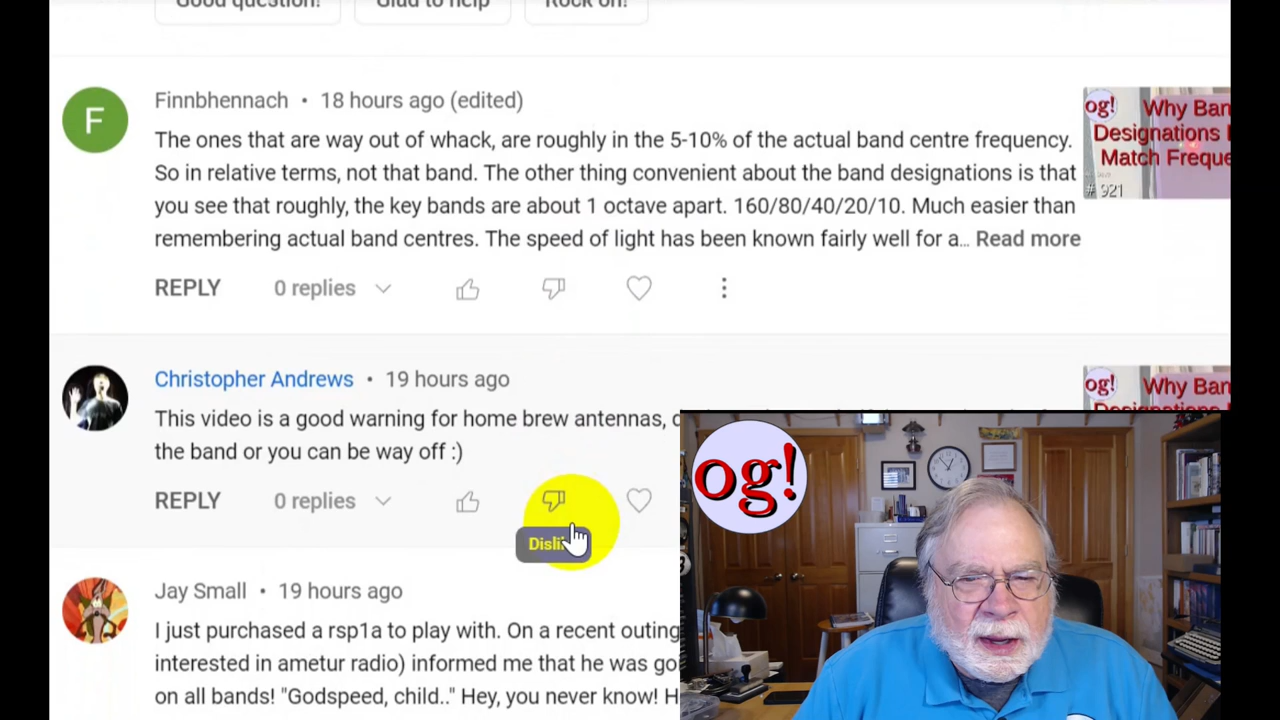 Good question!
Glad to help
Rock on!
Finnbhennach • 18 hours ago (edited)
F
The ones that are way out of whack, are roughly in the 5-10% of the actual band centre frequency.
So in relative terms, not that band. The other thing convenient about the band designations is that
you see that roughly, the key bands are about 1 octave apart. 160/80/40/20/10. Much easier than
remembering actual band centres. The speed of light has been known fairly well for a... Read more
REPLY 0 replies
og! Why Ban
Designations
Match Freque
# 921
Christopher Andrews • 19 hours ago
This video is a good warning for home brew antennas,
the band or you can be way off :)
REPLY 0 replies
Disli
og! Why Ban
og!
Jay Small • 19 hours ago
I just purchased a rsp1a to play with. On a recent outing
interested in ametur radio) informed me that he was go
on all bands! "Godspeed, child.." Hey, you never know! H